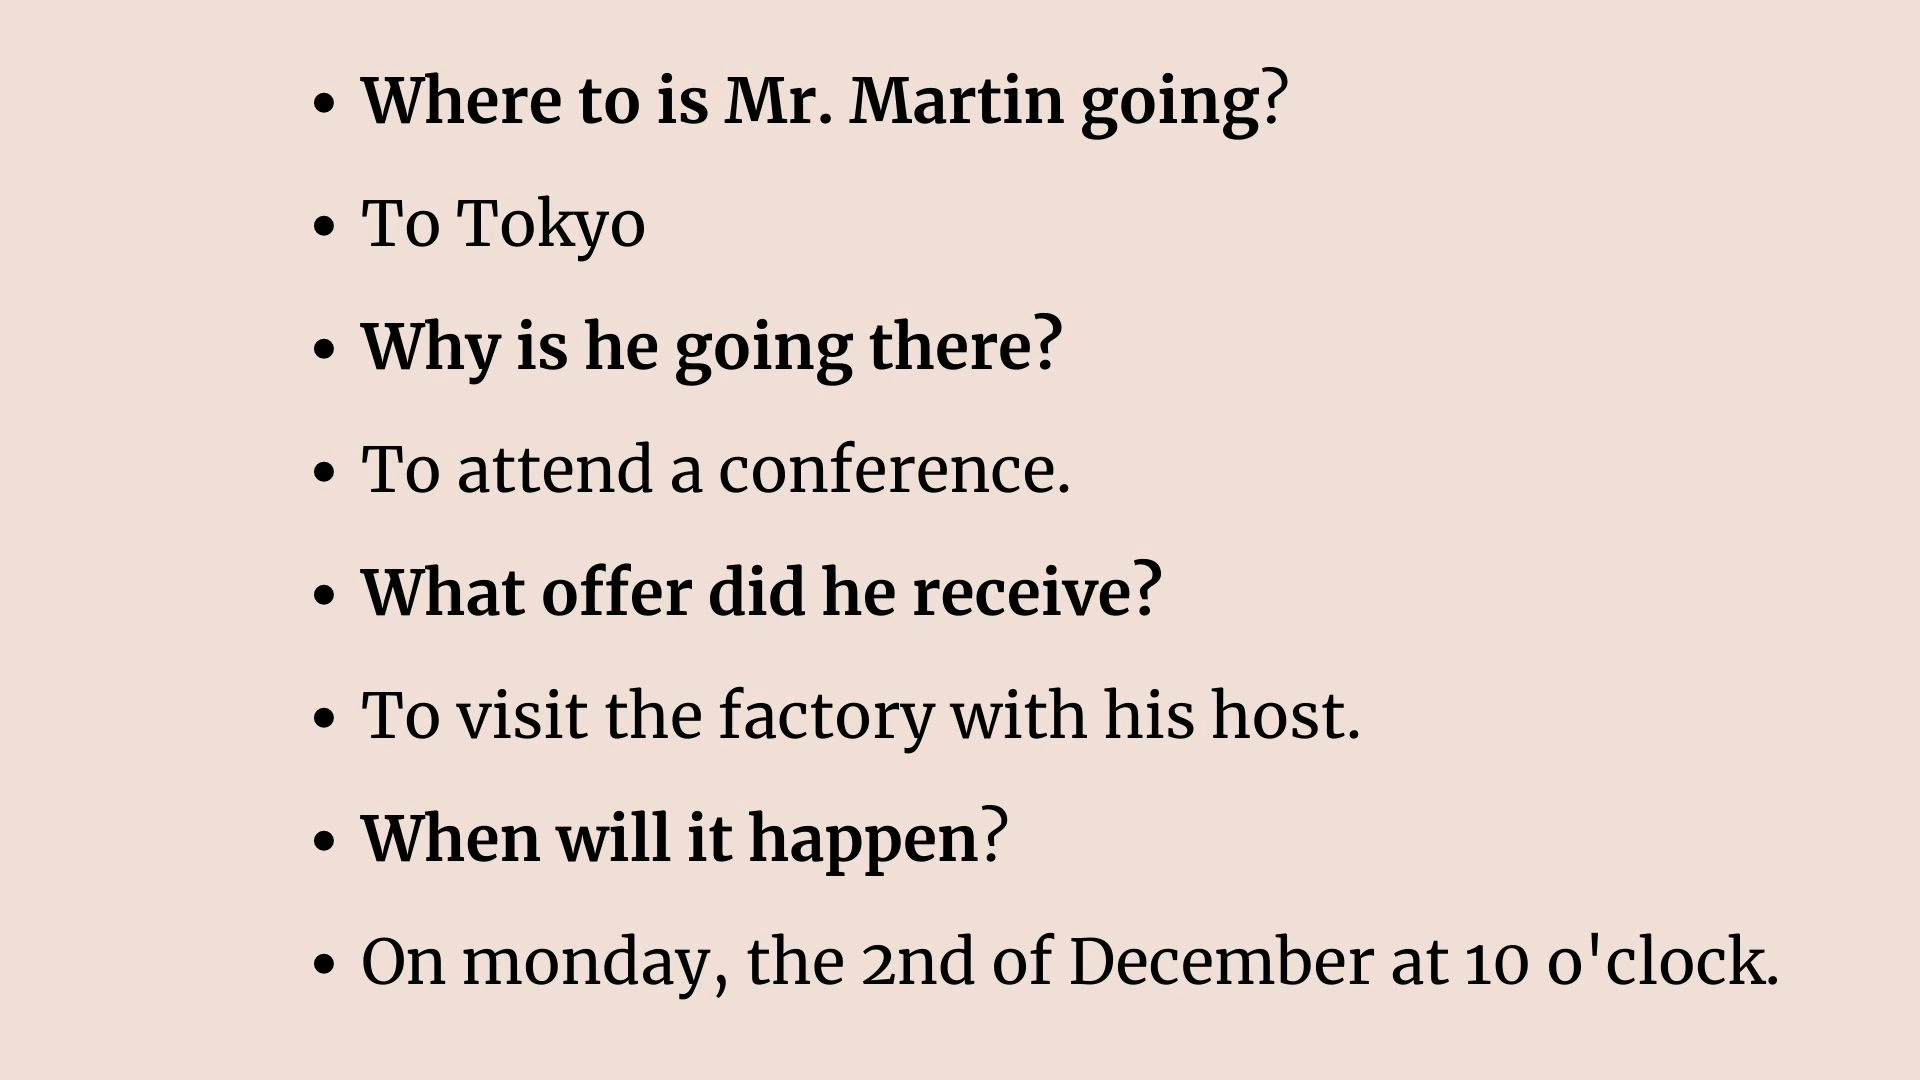 • Where to is Mr. Martin going?
• To Tokyo
• Why is he going there?
• To attend a conference.
• What offer did he receive?
• To visit the factory with his host.
• When will it happen?
• On monday, the 2nd of December at 10 o'clock.